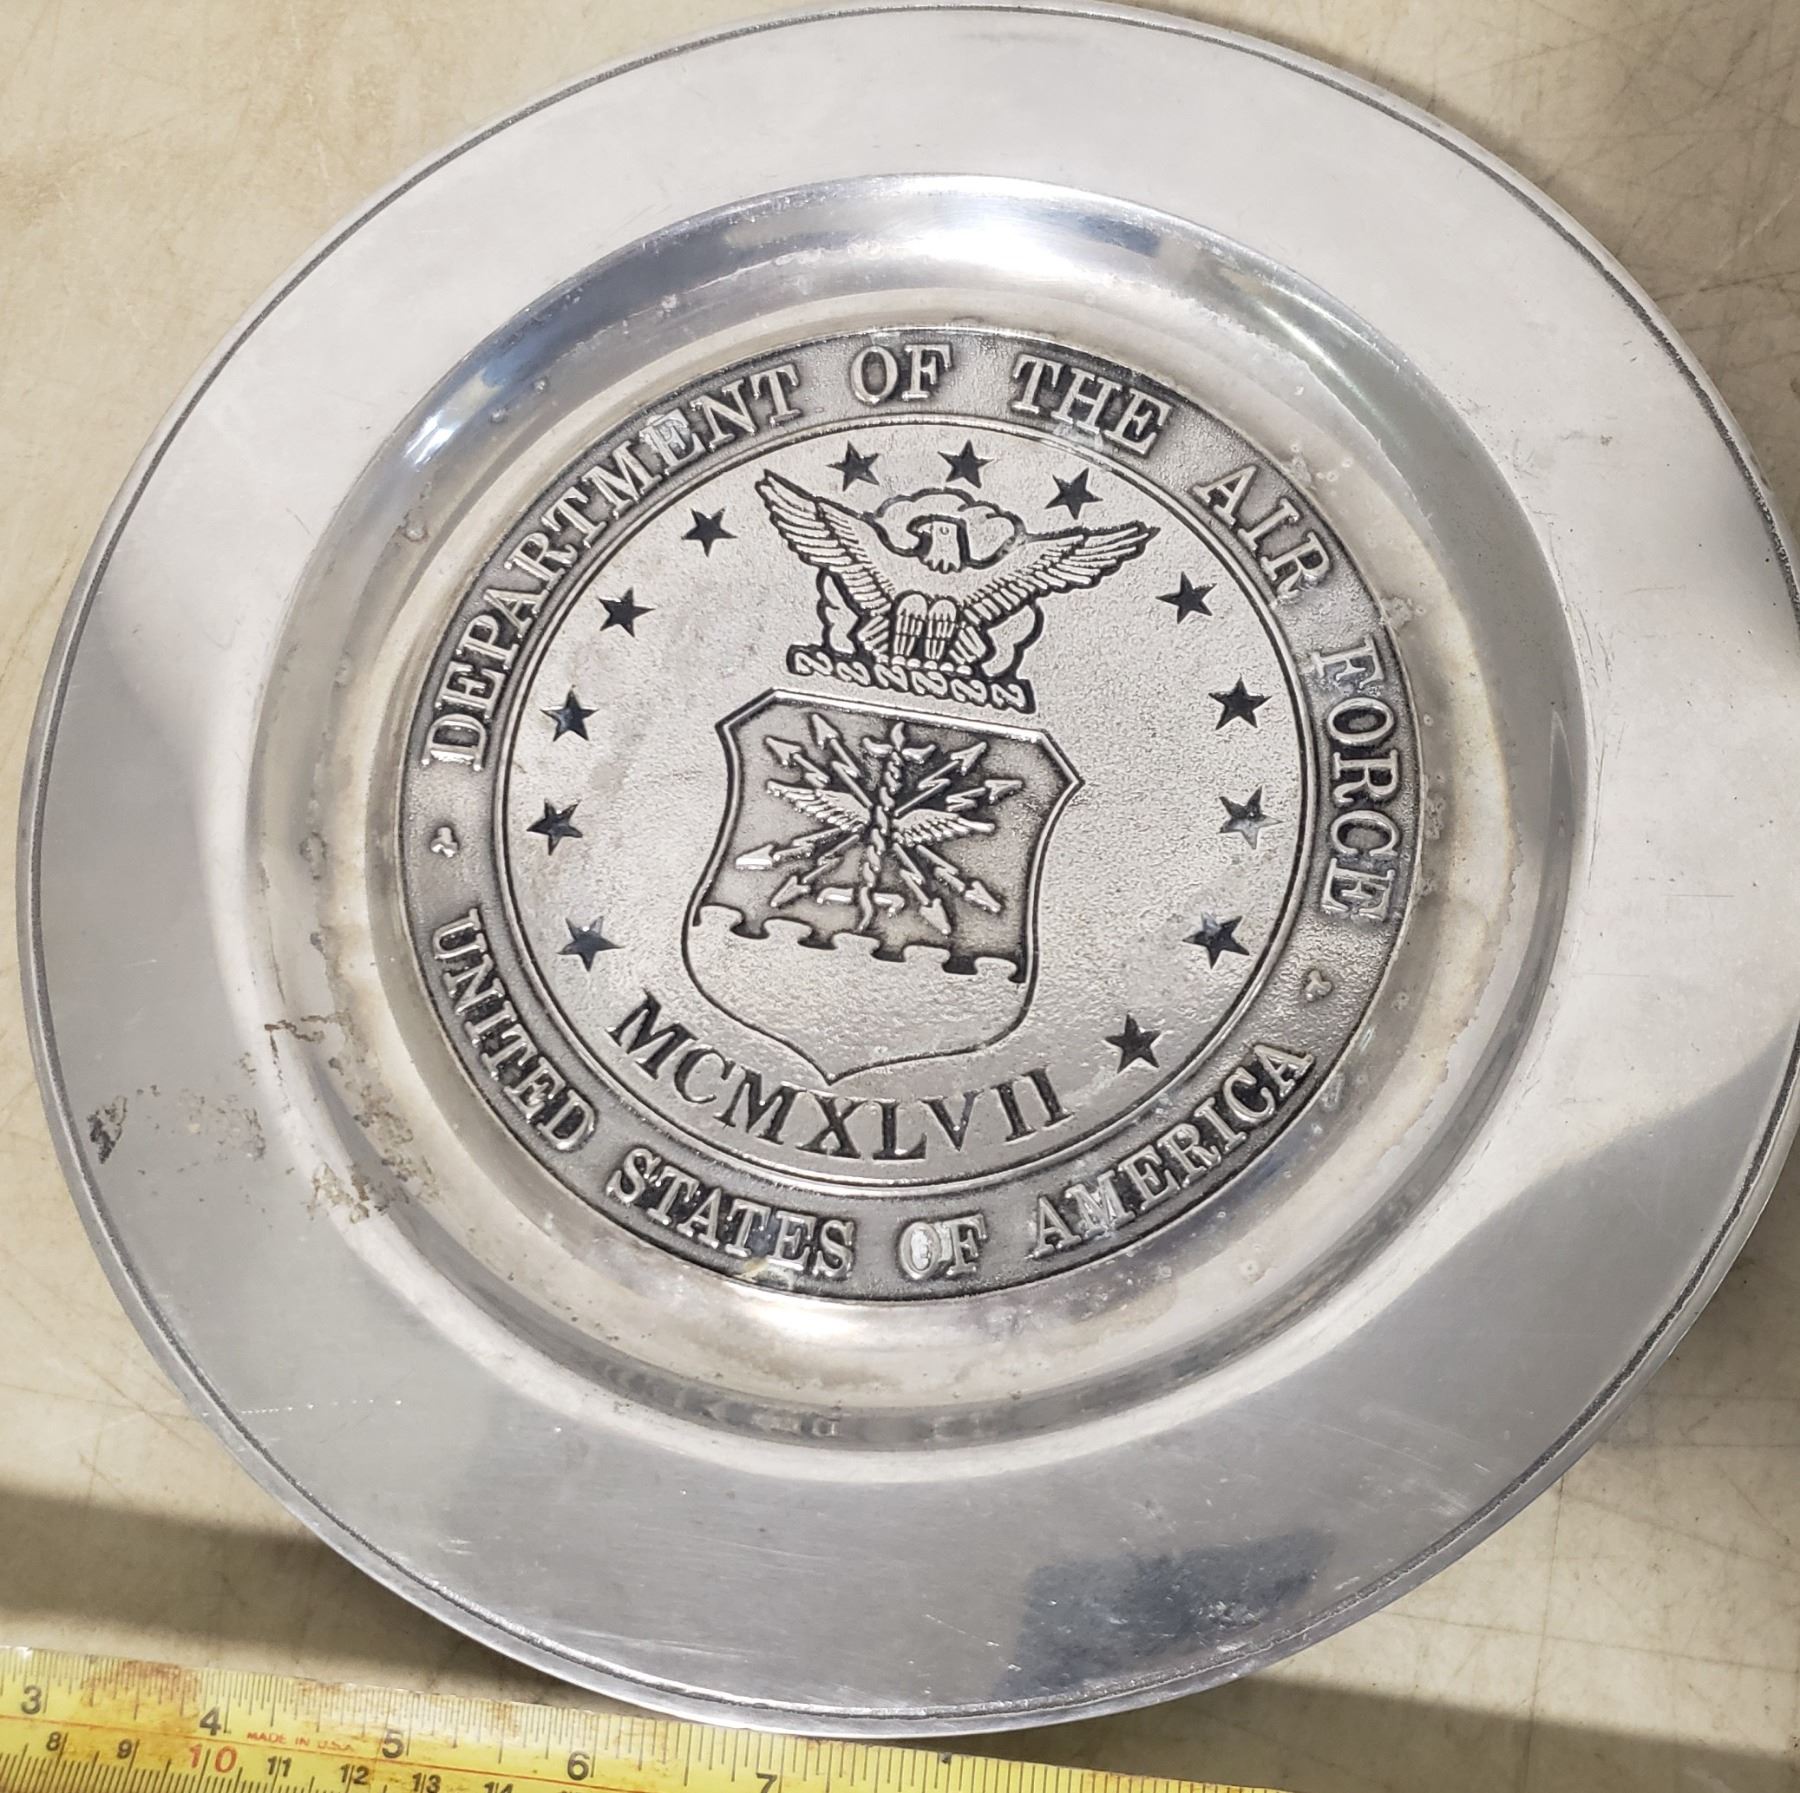 DEPARTMENT OF THE AIR FORCE
UNITED STATES OF AMERICA
MCMXLVII
3 4 5 6 7
MADE IN U.S.A.
8 9 10 11 12 13 14